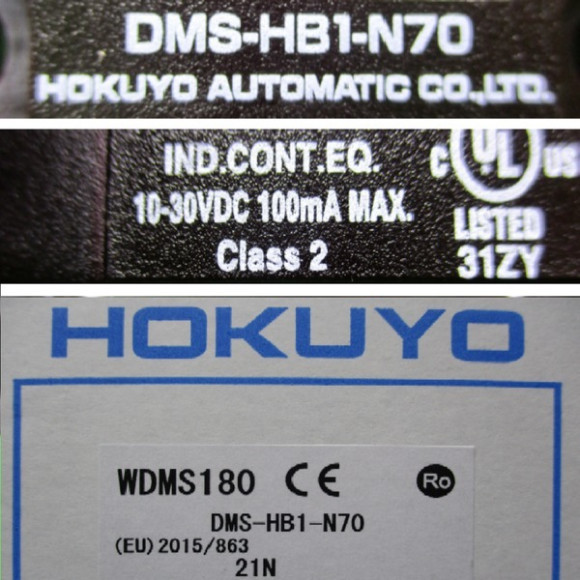 DMS-HB1-N70
HOKUYO AUTOMATIC CO.,LTD.
IND.CONT.EQ.
10-30VDC 100mA MAX.
Class 2
C UL US
LISTED
31ZY
HOKUYO
WDMS180 CE Ro
DMS-HB1-N70
(EU)2015/863
21N